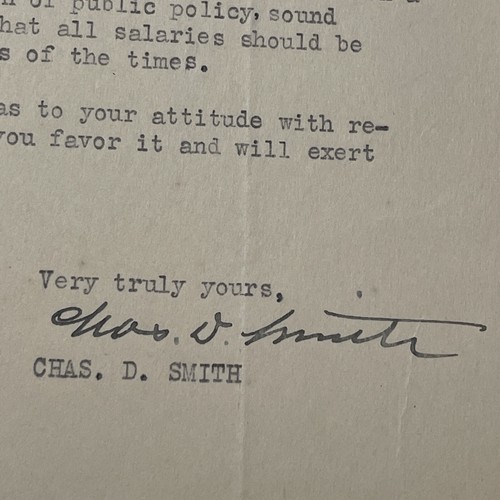 of public policy, sound
that all salaries should be
s of the times.
as to your attitude with re-
you favor it and will exert
Very truly yours,
Chas. D. Smith
CHAS. D. SMITH